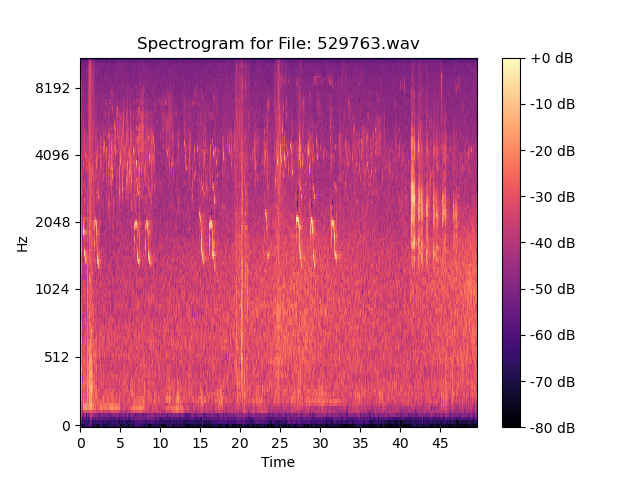 Spectrogram for File: 529763.wav
8192
4096
2048
1024
512
0
Hz
0 5 10 15 20 25 30 35 40 45
Time
+0 dB
-10 dB
-20 dB
-30 dB
-40 dB
-50 dB
-60 dB
-70 dB
-80 dB